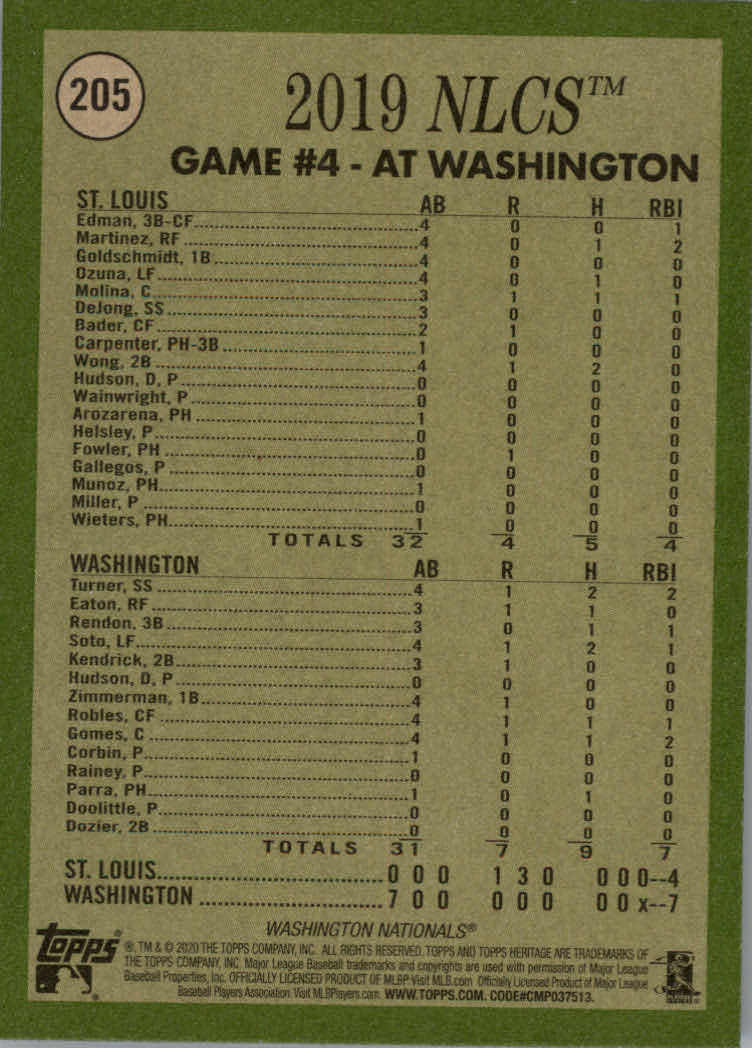 205
2019 NLCS™
GAME #4 - AT WASHINGTON
ST. LOUIS AB R H RBI
Edman, 3B-CF 4 0 0 1
Martinez, RF 4 0 1 2
Goldschmidt, 1B 4 0 0 0
Ozuna, LF 4 0 1 0
Molina, C 3 1 1 1
DeJong, SS 3 0 0 0
Bader, CF 2 1 0 0
Carpenter, PH-3B 1 0 0 0
Wong, 2B 4 1 2 0
Hudson, D, P 0 0 0 0
Wainwright, P 0 0 0 0
Arozarena, PH 1 0 0 0
Helsley, P 0 0 0 0
Fowler, PH 0 1 0 0
Gallegos, P 0 0 0 0
Munoz, PH 1 0 0 0
Miller, P 0 0 0 0
Wieters, PH 1 0 0 0
TOTALS 32 4 5 4
WASHINGTON AB R H RBI
Turner, SS 4 1 2 2
Eaton, RF 3 1 1 0
Rendon, 3B 3 0 1 1
Soto, LF 4 1 2 1
Kendrick, 2B 3 1 0 0
Hudson, D, P 0 0 0 0
Zimmerman, 1B 4 1 0 0
Robles, CF 4 1 1 1
Gomes, C 4 1 1 2
Corbin, P 1 0 0 0
Rainey, P 0 0 0 0
Parra, PH 1 0 1 0
Doolittle, P 0 0 0 0
Dozier, 2B 0 0 0 0
TOTALS 31 7 9 7
ST. LOUIS 0 0 0 1 3 0 0 0 0--4
WASHINGTON 7 0 0 0 0 0 0 0 x--7
WASHINGTON NATIONALS®
Topps ®, TM & © 2020 THE TOPPS COMPANY, INC. ALL RIGHTS RESERVED. TOPPS AND TOPPS HERITAGE ARE TRADEMARKS OF
THE TOPPS COMPANY, INC. Major League Baseball trademarks and copyrights are used with permission of Major League
Baseball Properties, Inc. OFFICIALLY LICENSED PRODUCT OF MLBP Visit MLB.com Officially Licensed Product of Major League
Baseball Players Association. Visit MLBPlayers.com. WWW.TOPPS.COM. CODE#CMP037513.